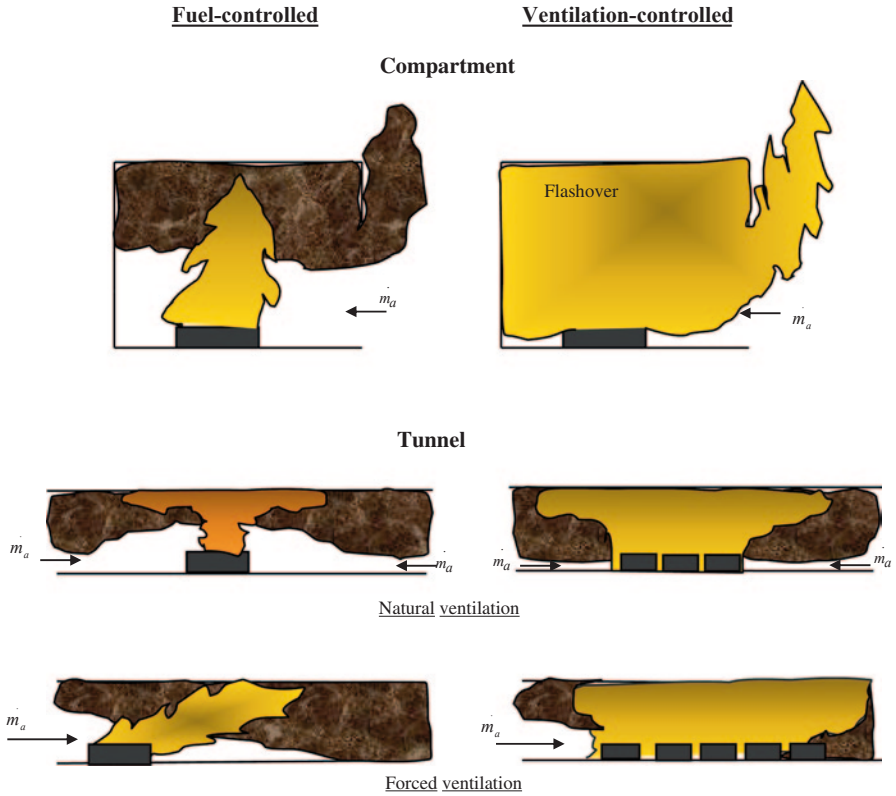 Fuel-controlled Ventilation-controlled
Compartment
Flashover
ṁa
ṁa
Tunnel
ṁa ṁa ṁa ṁa
Natural ventilation
ṁa ṁa
Forced ventilation